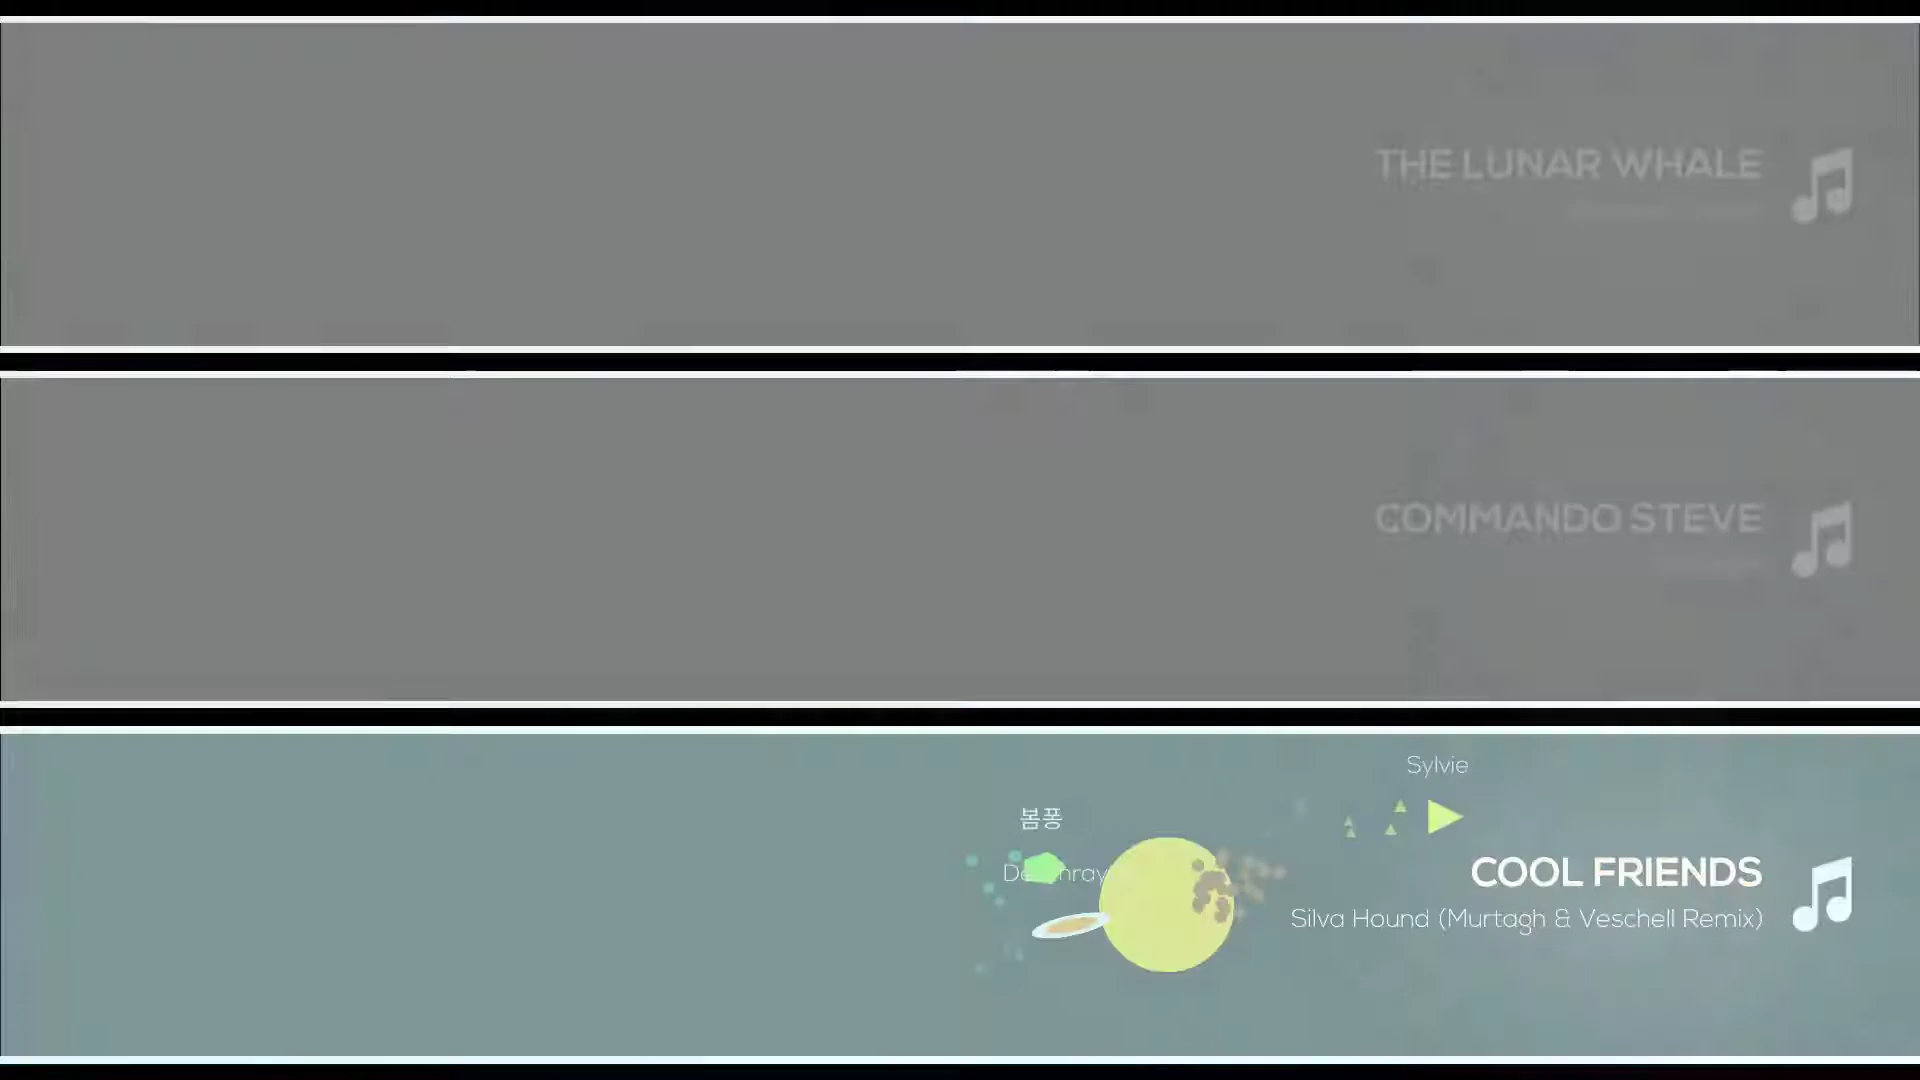 THE LUNAR WHALE
COMMANDO STEVE
Sylvie
봄퐁
COOL FRIENDS
Silva Hound (Murtagh & Veschell Remix)